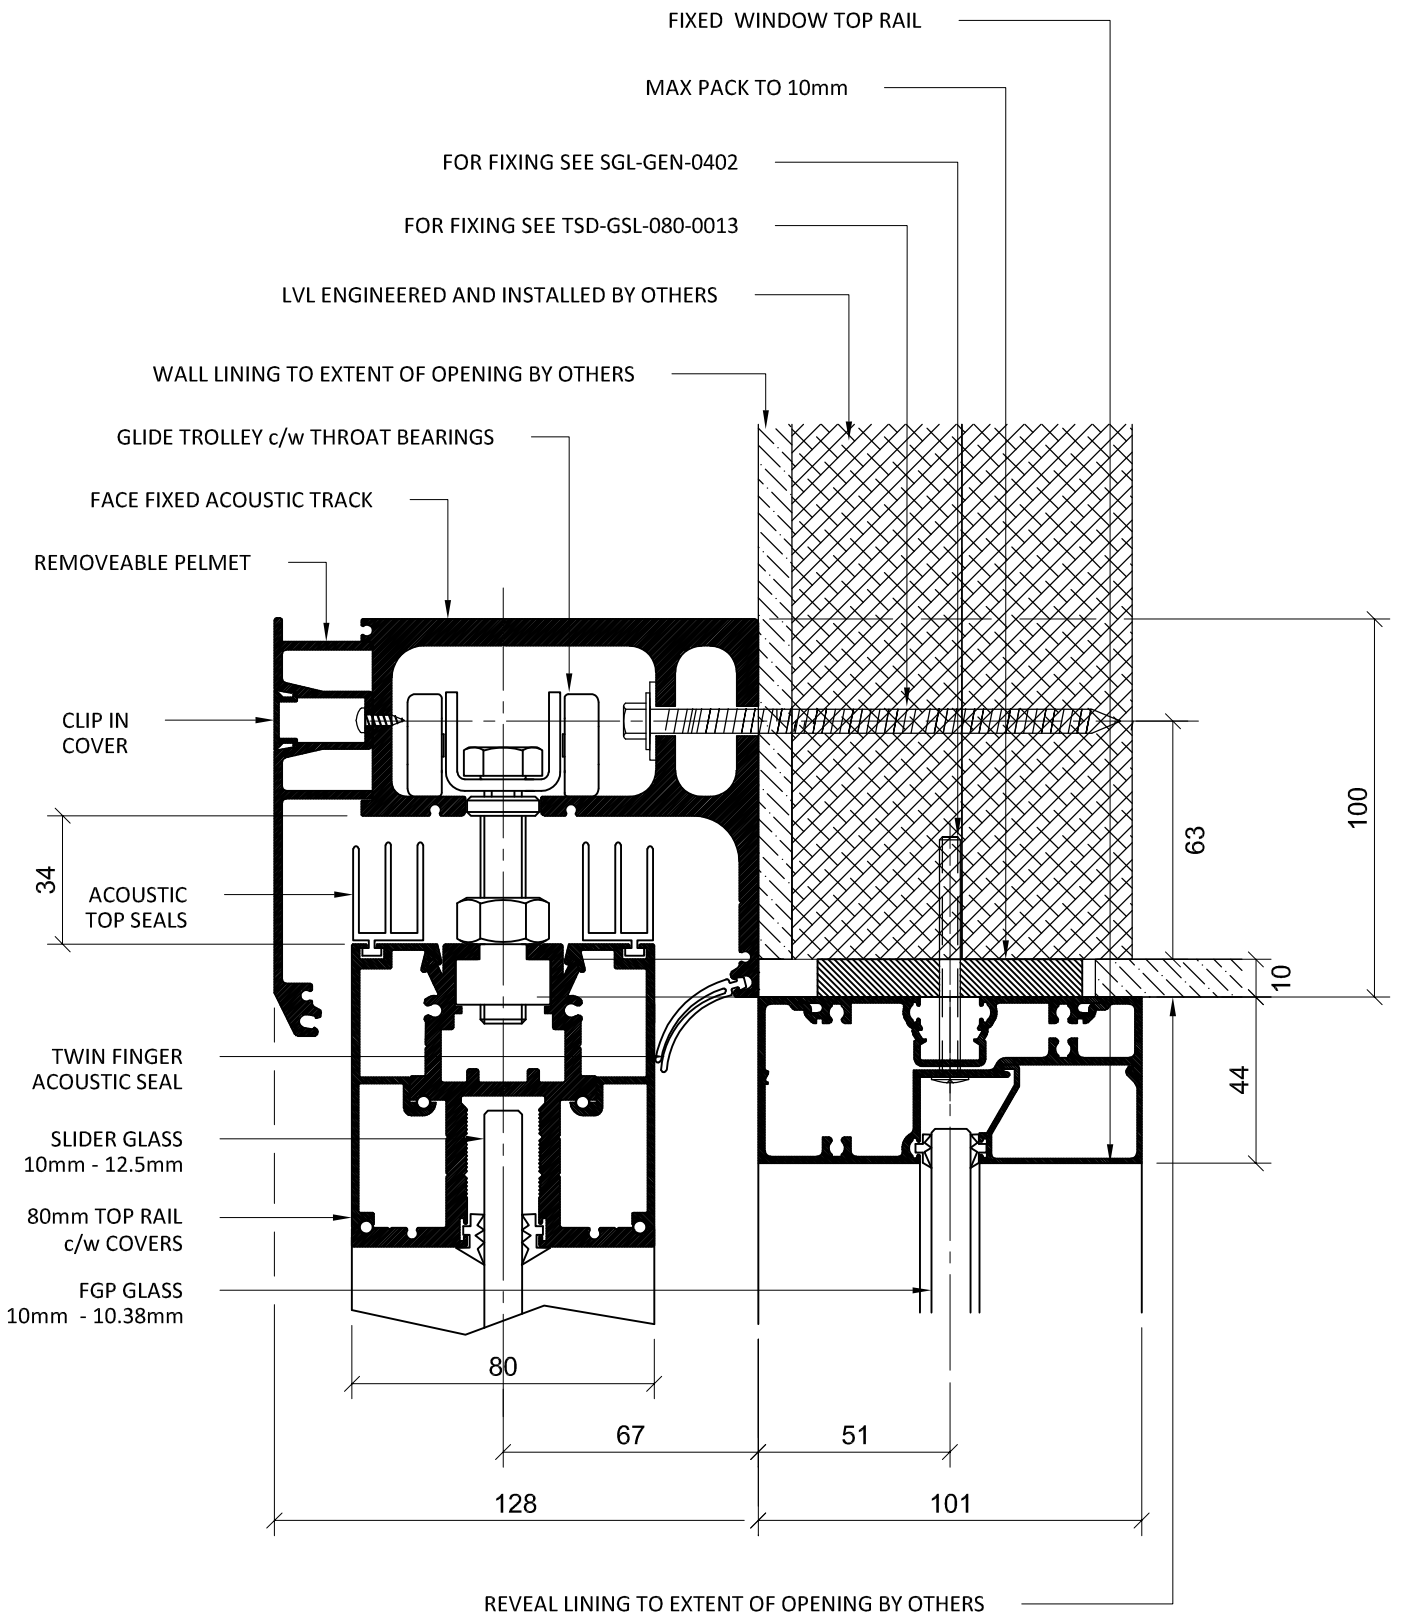 FIXED WINDOW TOP RAIL
MAX PACK TO 10mm
FOR FIXING SEE SGL-GEN-0402
FOR FIXING SEE TSD-GSL-080-0013
LVL ENGINEERED AND INSTALLED BY OTHERS
WALL LINING TO EXTENT OF OPENING BY OTHERS
GLIDE TROLLEY c/w THROAT BEARINGS
FACE FIXED ACOUSTIC TRACK
REMOVEABLE PELMET
CLIP IN
COVER
100
63
34
ACOUSTIC
TOP SEALS
10
TWIN FINGER
ACOUSTIC SEAL
44
SLIDER GLASS
10mm - 12.5mm
80mm TOP RAIL
c/w COVERS
FGP GLASS
10mm - 10.38mm
80
67
51
128
101
REVEAL LINING TO EXTENT OF OPENING BY OTHERS